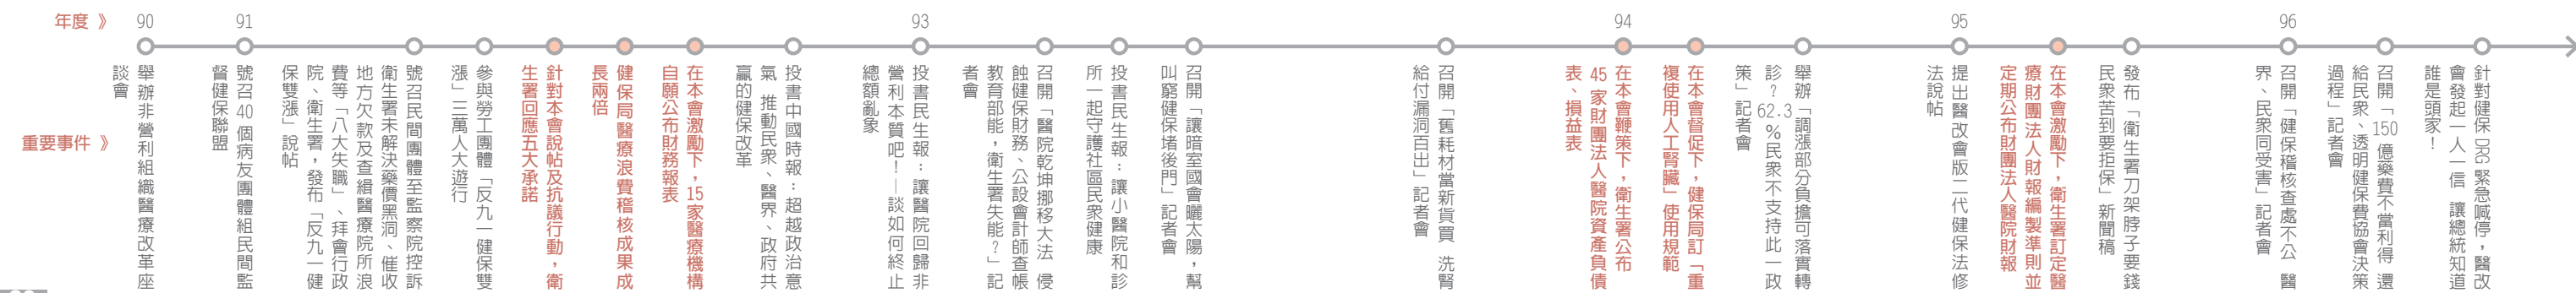 年度 》
90
91
93
94
95
96
重要事件 》
舉辦非營利組織醫療改革座
談會
號召 40 個病友團體組民間監
督健保聯盟
號召民間團體至監察院控訴
衛生署未解決藥價黑洞、催收
地方欠款及查緝醫療院所浪
費等「八大失職」、拜會行政
院、衛生署，發布「反九一健
保雙漲」說帖
參與勞工團體「反九一健保雙
漲」三萬人大遊行
針對本會說帖及抗議行動，衛
生署回應五大承諾
健保局醫療浪費稽核成果成
長兩倍
在本會激勵下，15 家醫療機構
自願公布財務報表
投書中國時報：超越政治意
氣 推動民衆、醫界、政府共
贏的健保改革
投書民生報：讓醫院回歸非
營利本質吧！—談如何終止
總額亂象
召開「醫院乾坤挪移大法 侵
蝕健保財務、公設會計師查帳
教育部能，衛生署失能？」記
者會
投書民生報：讓小醫院和診
所一起守護社區民衆健康
召開「讓暗室國會曬太陽，幫
叫窮健保堵後門」記者會
召開「舊耗材當新貨買 洗腎
給付漏洞百出」記者會
在本會鞭策下，衛生署公布
45 家財團法人醫院資產負債
表、損益表
在本會督促下，健保局訂「重
複使用人工腎臟」使用規範
舉辦「調漲部分負擔可落實轉
診？62.3 %民衆不支持此一政
策」記者會
提出醫改會版二代健保法修
法說帖
在本會激勵下，衛生署訂定醫
療財團法人財報編製準則並
定期公布財團法人醫院財報
發布「衛生署刀架脖子要錢
民衆苦到要拒保」新聞稿
召開「健保稽核查處不公 醫
界、民衆同受害」記者會
召開「150 億藥費不當利得 還
給民衆、透明健保費協會決策
過程」記者會
針對健保 DRG 緊急喊停，醫改
會發起一人一信 讓總統知道
誰是頭家！